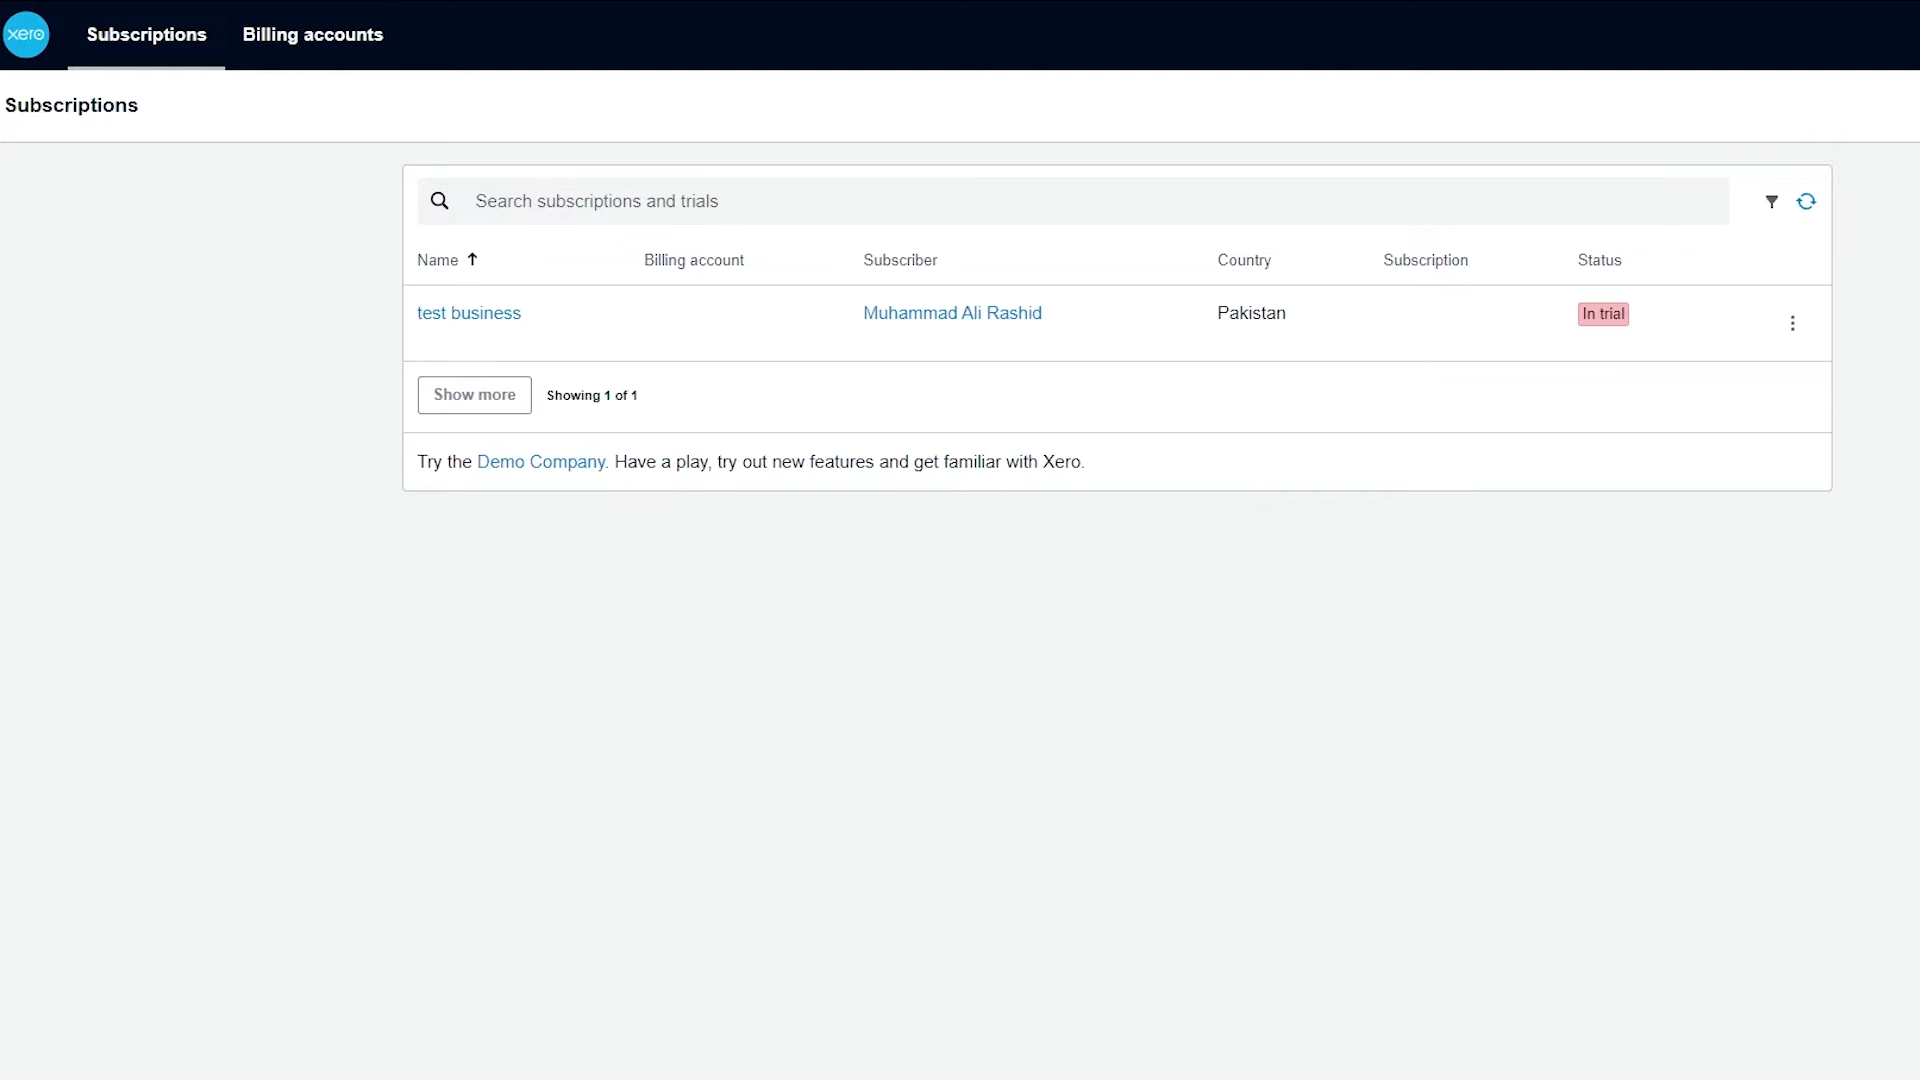 xero Subscriptions Billing accounts
Subscriptions
Search subscriptions and trials
Name Billing account Subscriber Country Subscription Status
test business Muhammad Ali Rashid Pakistan In trial
Show more Showing 1 of 1
Try the Demo Company. Have a play, try out new features and get familiar with Xero.